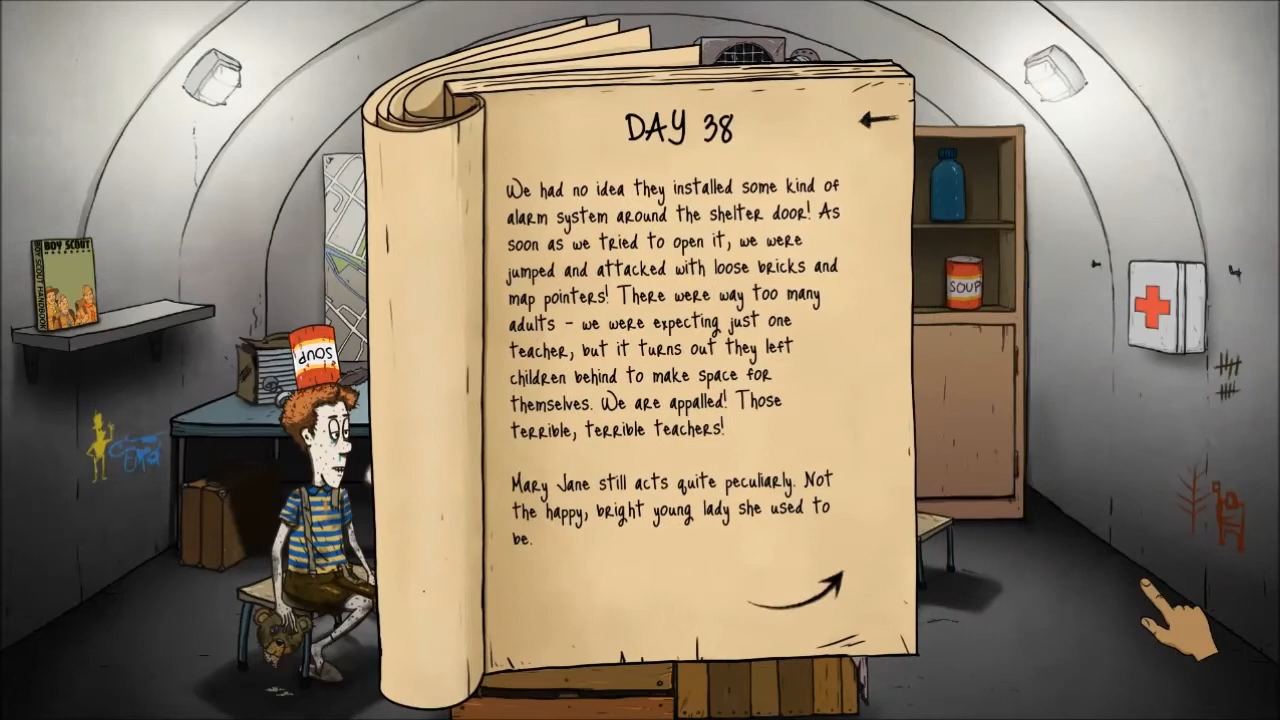 DAY 38
We had no idea they installed some kind of
alarm system around the shelter door! As
soon as we tried to open it, we were
jumped and attacked with loose bricks and
map pointers! There were way too many
adults - we were expecting just one
teacher, but it turns out they left
children behind to make space for
themselves. We are appalled! Those
terrible, terrible teachers!
Mary Jane still acts quite peculiarly. Not
the happy, bright young lady she used to
be.
BOY SCOUT
BOY SCOUT HANDBOOK
SOUP
SOUP